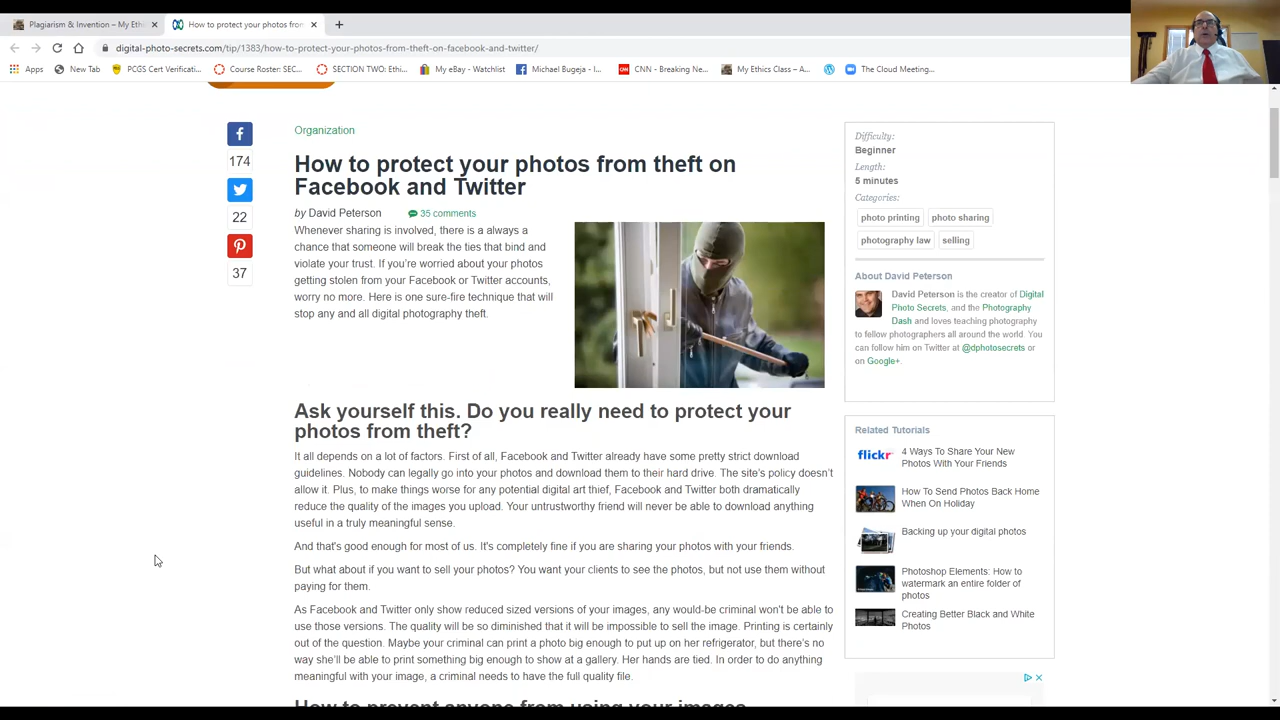 Plagiarism & Invention – My Ethi
How to protect your photos from
digital-photo-secrets.com/tip/1383/how-to-protect-your-photos-from-theft-on-facebook-and-twitter/
Apps
New Tab
PCGS Cert Verificati...
Course Roster: SEC...
SECTION TWO: Ethi...
My eBay - Watchlist
Michael Bugeja - I...
CNN - Breaking Ne...
My Ethics Class – A...
The Cloud Meeting...
174
22
37
Organization
How to protect your photos from theft on
Facebook and Twitter
by David Peterson 35 comments
Whenever sharing is involved, there is a always a
chance that someone will break the ties that bind and
violate your trust. If you’re worried about your photos
getting stolen from your Facebook or Twitter accounts,
worry no more. Here is one sure-fire technique that will
stop any and all digital photography theft.
Ask yourself this. Do you really need to protect your
photos from theft?
It all depends on a lot of factors. First of all, Facebook and Twitter already have some pretty strict download
guidelines. Nobody can legally go into your photos and download them to their hard drive. The site’s policy doesn’t
allow it. Plus, to make things worse for any potential digital art thief, Facebook and Twitter both dramatically
reduce the quality of the images you upload. Your untrustworthy friend will never be able to download anything
useful in a truly meaningful sense.
And that's good enough for most of us. It's completely fine if you are sharing your photos with your friends.
But what about if you want to sell your photos? You want your clients to see the photos, but not use them without
paying for them.
As Facebook and Twitter only show reduced sized versions of your images, any would-be criminal won’t be able to
use those versions. The quality will be so diminished that it will be impossible to sell the image. Printing is certainly
out of the question. Maybe your criminal can print a photo big enough to put up on her refrigerator, but there’s no
way she’ll be able to print something big enough to show at a gallery. Her hands are tied. In order to do anything
meaningful with your image, a criminal needs to have the full quality file.
How to prevent anyone from using your images
Difficulty:
Beginner
Length:
5 minutes
Categories:
photo printing
photo sharing
photography law
selling
About David Peterson
David Peterson is the creator of Digital
Photo Secrets, and the Photography
Dash and loves teaching photography
to fellow photographers all around the world. You
can follow him on Twitter at @dphotosecrets or
on Google+.
Related Tutorials
flickr
4 Ways To Share Your New
Photos With Your Friends
How To Send Photos Back Home
When On Holiday
Backing up your digital photos
Photoshop Elements: How to
watermark an entire folder of
photos
Creating Better Black and White
Photos